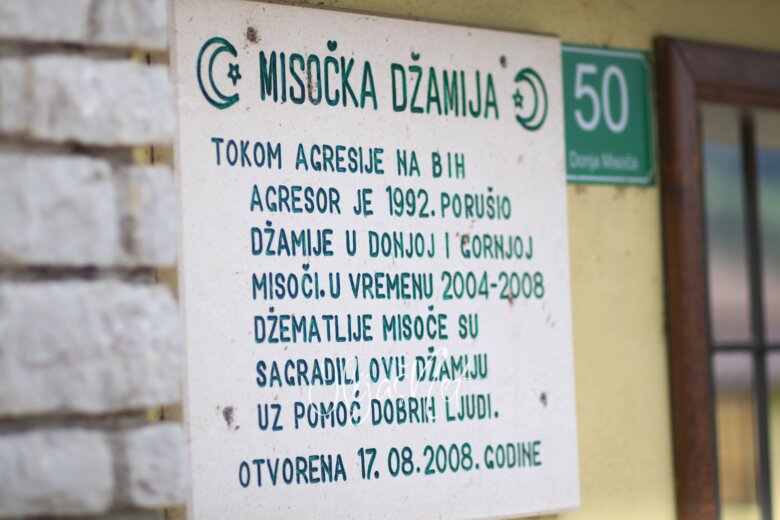 MISOČKA DŽAMIJA
TOKOM AGRESIJE NA BIH
AGRESOR JE 1992. PORUŠIO
DŽAMIJE U DONJOJ I GORNJOJ
MISOČI. U VREMENU 2004-2008
DŽEMATLIJE MISOČE SU
SAGRADILI OVU DŽAMIJU
UZ POMOĆ DOBRIH LJUDI.
OTVORENA 17. 08. 2008. GODINE
50
Donja Misoča